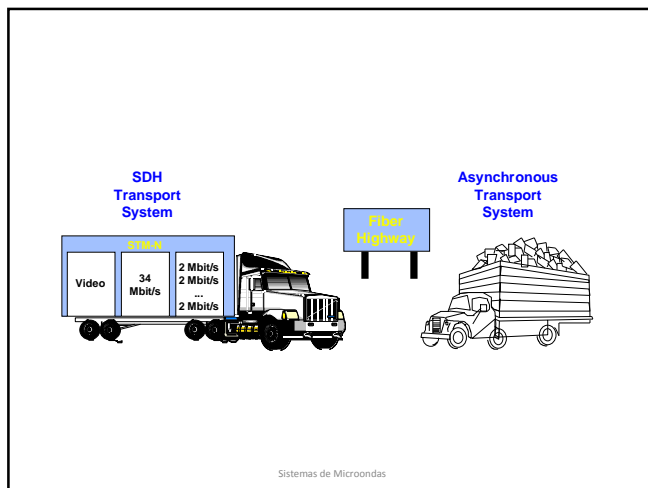 SDH
Transport
System
STM-N
Video
34
Mbit/s
2 Mbit/s
2 Mbit/s
...
2 Mbit/s
Fiber
Highway
Asynchronous
Transport
System
Sistemas de Microondas